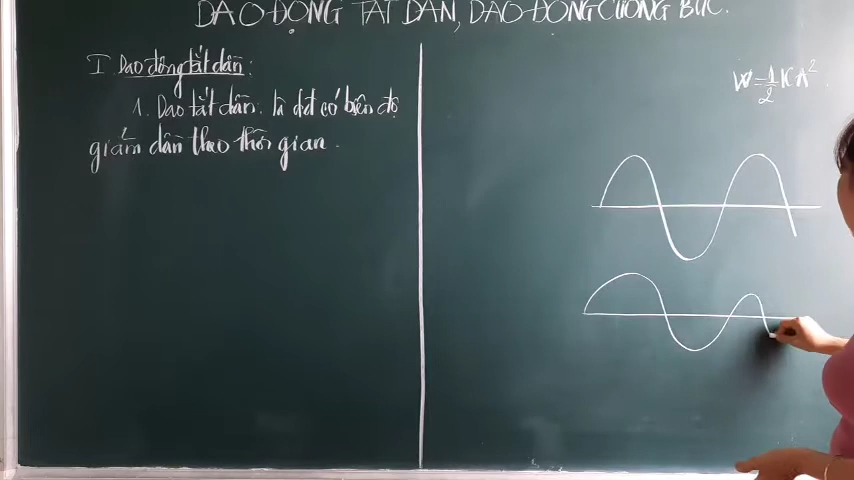 DAO ĐỘNG TẮT DẦN, DAO ĐỘNG CƯỠNG BỨC.
I Dao động tắt dần:
1. Dao tắt dần: là dđ có biên độ
giảm dần theo thời gian.
W = 1/2 KA²